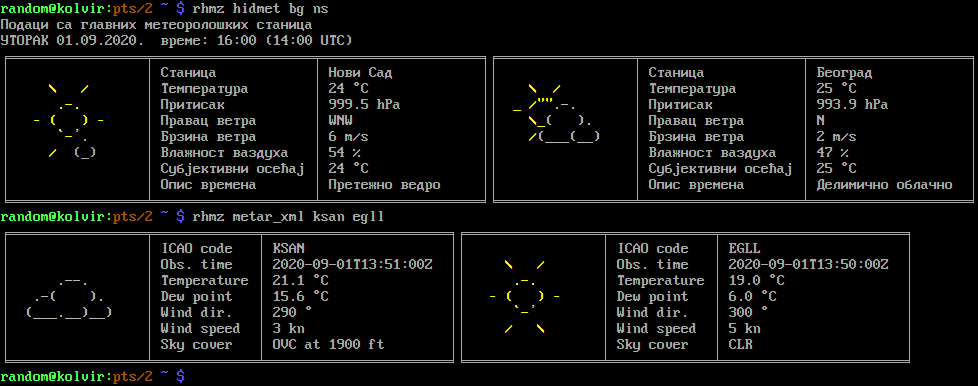 random@kolvir:pts/2 ~ $ rhmz hidmet bg ns
Подаци са главних метеоролошких станица
УТОРАК 01.09.2020.  време: 16:00 (14:00 UTC)
Станица Нови Сад
Температура 24 °C
Притисак 999.5 hPa
Правац ветра WNW
Брзина ветра 6 m/s
Влажност ваздуха 54 %
Субјективни осећај 24 °C
Опис времена Претежно ведро
Станица Београд
Температура 25 °C
Притисак 993.9 hPa
Правац ветра N
Брзина ветра 2 m/s
Влажност ваздуха 47 %
Субјективни осећај 25 °C
Опис времена Делимично облачно
random@kolvir:pts/2 ~ $ rhmz metar_xml ksan egll
ICAO code KSAN
Obs. time 2020-09-01T13:51:00Z
Temperature 21.1 °C
Dew point 15.6 °C
Wind dir. 290 °
Wind speed 3 kn
Sky cover OVC at 1900 ft
ICAO code EGLL
Obs. time 2020-09-01T13:50:00Z
Temperature 19.0 °C
Dew point 6.0 °C
Wind dir. 300 °
Wind speed 5 kn
Sky cover CLR
random@kolvir:pts/2 ~ $